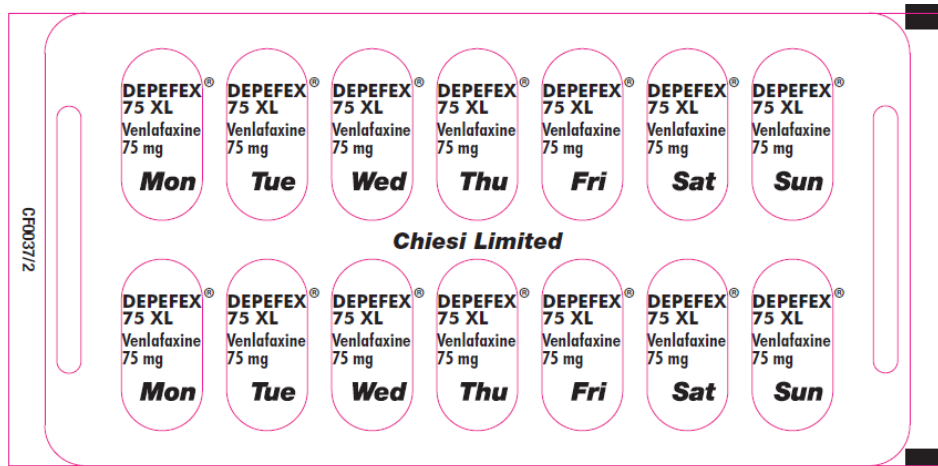 DEPEFEX® DEPEFEX® DEPEFEX® DEPEFEX® DEPEFEX® DEPEFEX® DEPEFEX®
75 XL 75 XL 75 XL 75 XL 75 XL 75 XL 75 XL
Venlafaxine Venlafaxine Venlafaxine Venlafaxine Venlafaxine Venlafaxine Venlafaxine
75 mg 75 mg 75 mg 75 mg 75 mg 75 mg 75 mg
Mon Tue Wed Thu Fri Sat Sun
CF0037/2
Chiesi Limited
DEPEFEX® DEPEFEX® DEPEFEX® DEPEFEX® DEPEFEX® DEPEFEX® DEPEFEX®
75 XL 75 XL 75 XL 75 XL 75 XL 75 XL 75 XL
Venlafaxine Venlafaxine Venlafaxine Venlafaxine Venlafaxine Venlafaxine Venlafaxine
75 mg 75 mg 75 mg 75 mg 75 mg 75 mg 75 mg
Mon Tue Wed Thu Fri Sat Sun